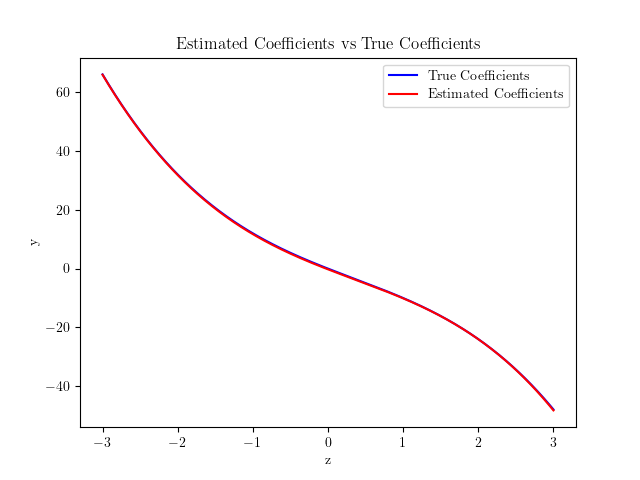 Estimated Coefficients vs True Coefficients
True Coefficients
Estimated Coefficients
60
40
20
0
−20
−40
y
−3
−2
−1
0
1
2
3
z